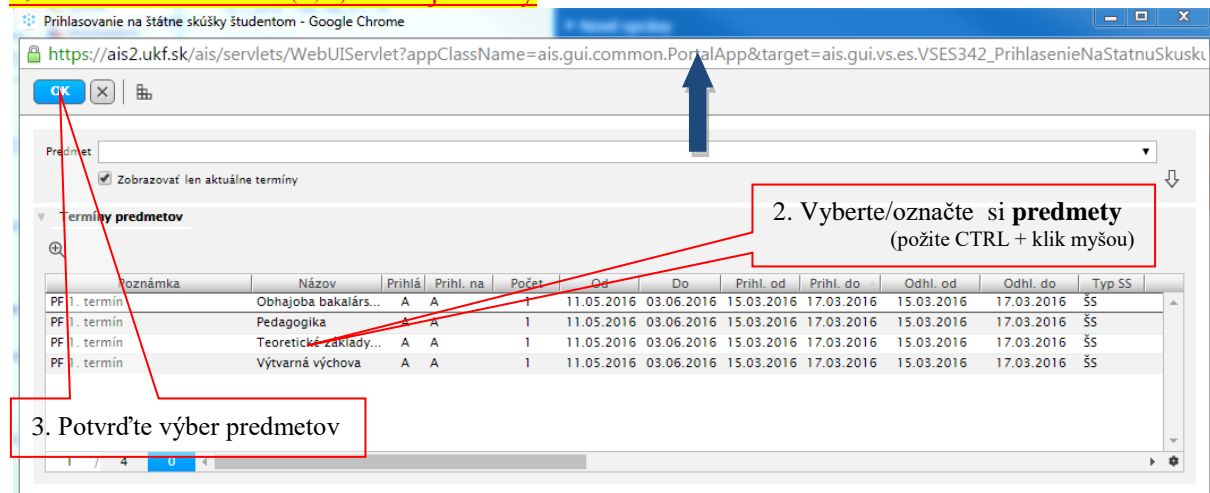 Prihlasovanie na štátne skúšky študentom - Google Chrome
https://ais2.ukf.sk/ais/servlets/WebUIServlet?appClassName=ais.gui.common.PortalApp&target=ais.gui.vs.es.VSES342_PrihlasenieNaStatnuSkusku
OK
Predmet
Zobrazovať len aktuálne termíny
Termíny predmetov
2. Vyberte/označte si predmety
(požite CTRL + klik myšou)
Poznámka Názov Prihlá Prihl. na Počet Od Do Prihl. od Prihl. do Odhl. od Odhl. do Typ SS
PF 1. termín Obhajoba bakalárs... A A 1 11.05.2016 03.06.2016 15.03.2016 17.03.2016 15.03.2016 17.03.2016 ŠS
PF 1. termín Pedagogika A A 1 11.05.2016 03.06.2016 15.03.2016 17.03.2016 15.03.2016 17.03.2016 ŠS
PF 1. termín Teoretické základy... A A 1 11.05.2016 03.06.2016 15.03.2016 17.03.2016 15.03.2016 17.03.2016 ŠS
PF 1. termín Výtvarná výchova A A 1 11.05.2016 03.06.2016 15.03.2016 17.03.2016 15.03.2016 17.03.2016 ŠS
3. Potvrďte výber predmetov
1 / 4 0